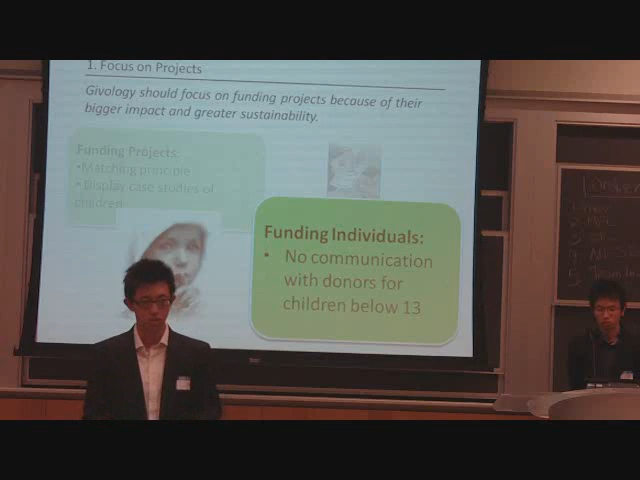 1. Focus on Projects
Givology should focus on funding projects because of their
bigger impact and greater sustainability.
Funding Projects:
•Matching principle
•Display case studies of
children
Funding Individuals:
• No communication
with donors for
children below 13